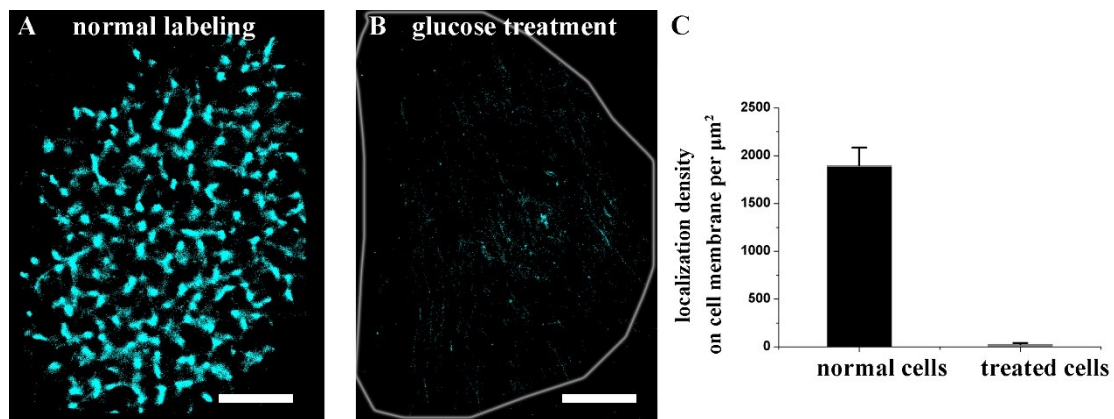 A normal labeling
B glucose treatment
C
localization density
on cell membrane per μm²
2500
2000
1500
1000
500
0
normal cells
treated cells